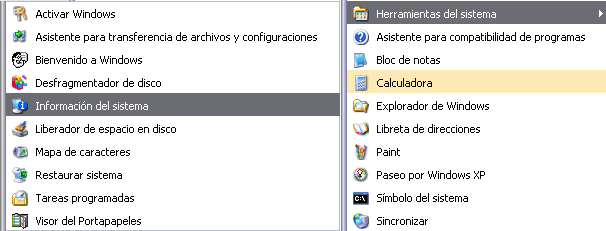 Activar Windows
Asistente para transferencia de archivos y configuraciones
Bienvenido a Windows
Desfragmentador de disco
Información del sistema
Liberador de espacio en disco
Mapa de caracteres
Restaurar sistema
Tareas programadas
Visor del Portapapeles
Herramientas del sistema
Asistente para compatibilidad de programas
Bloc de notas
Calculadora
Explorador de Windows
Libreta de direcciones
Paint
Paseo por Windows XP
Símbolo del sistema
Sincronizar